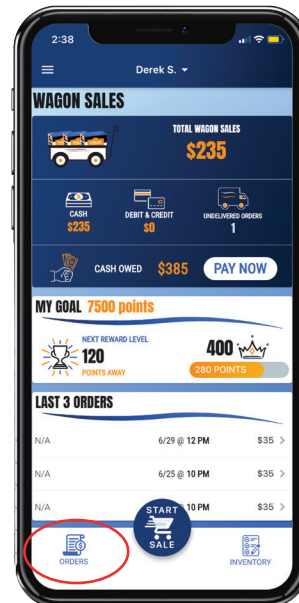 2:38
Derek S.
WAGON SALES
TOTAL WAGON SALES
$235
CASH
$235
DEBIT & CREDIT
$0
UNDELIVERED ORDERS
1
CASH OWED $385 PAY NOW
MY GOAL 7500 points
NEXT REWARD LEVEL
120
POINTS AWAY
400
280 POINTS
LAST 3 ORDERS
N/A 6/29 @ 12 PM $35 >
N/A 6/25 @ 10 PM $35 >
N/A 10 PM $35 >
START
SALE
ORDERS
INVENTORY